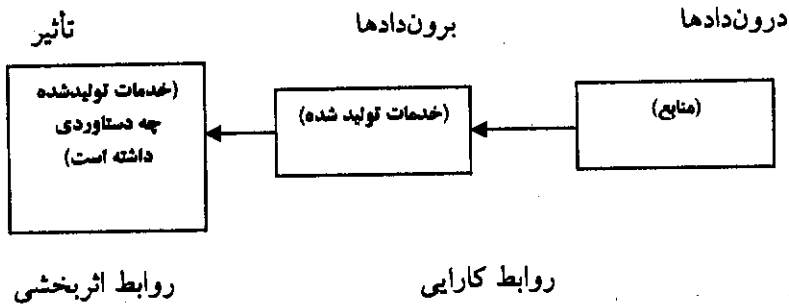 درون‌دادها
برون‌دادها
تأثیر
(منابع)
(خدمات تولید شده)
(خدمات تولیدشده
چه دستاوردی
داشته است)
روابط کارایی
روابط اثربخشی